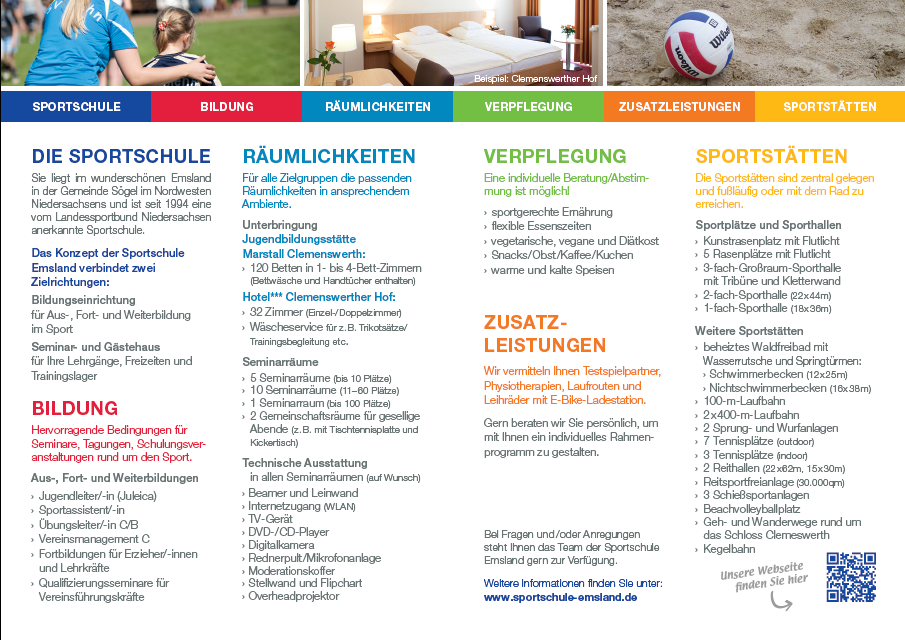 Beispiel: Clemenswerther Hof
Wilson
Wilson
SPORTSCHULE
BILDUNG
RÄUMLICHKEITEN
VERPFLEGUNG
ZUSATZLEISTUNGEN
SPORTSTÄTTEN
DIE SPORTSCHULE
Sie liegt im wunderschönen Emsland
in der Gemeinde Sögel im Nordwesten
Niedersachsens und ist seit 1994 eine
vom Landessportbund Niedersachsen
anerkannte Sportschule.
Das Konzept der Sportschule
Emsland verbindet zwei
Zielrichtungen:
Bildungseinrichtung
für Aus-, Fort- und Weiterbildung
im Sport
Seminar- und Gästehaus
für Ihre Lehrgänge, Freizeiten und
Trainingslager
BILDUNG
Hervorragende Bedingungen für
Seminare, Tagungen, Schulungsver-
anstaltungen rund um den Sport.
Aus-, Fort- und Weiterbildungen
› Jugendleiter/-in (Juleica)
› Sportassistent/-in
› Übungsleiter/-in C/B
› Vereinsmanagement C
› Fortbildungen für Erzieher/-innen
und Lehrkräfte
› Qualifizierungsseminare für
Vereinsführungskräfte
RÄUMLICHKEITEN
Für alle Zielgruppen die passenden
Räumlichkeiten in ansprechendem
Ambiente.
Unterbringung
Jugendbildungsstätte
Marstall Clemenswerth:
› 120 Betten in 1- bis 4-Bett-Zimmern
(Bettwäsche und Handtücher enthalten)
Hotel*** Clemenswerther Hof:
› 32 Zimmer (Einzel-/Doppelzimmer)
› Wäscheservice für z. B. Trikotsätze/
Trainingsbegleitung etc.
Seminarräume
› 5 Seminarräume (bis 10 Plätze)
› 10 Seminarräume (11–60 Plätze)
› 1 Seminarraum (bis 100 Plätze)
› 2 Gemeinschaftsräume für gesellige
Abende (z. B. mit Tischtennisplatte und
Kickertisch)
Technische Ausstattung
in allen Seminarräumen (auf Wunsch)
› Beamer und Leinwand
› Internetzugang (WLAN)
› TV-Gerät
› DVD-/CD-Player
› Digitalkamera
› Rednerpult/Mikrofonanlage
› Moderationskoffer
› Stellwand und Flipchart
› Overheadprojektor
VERPFLEGUNG
Eine individuelle Beratung/Abstim-
mung ist möglich!
› sportgerechte Ernährung
› flexible Essenszeiten
› vegetarische, vegane und Diätkost
› Snacks/Obst/Kaffee/Kuchen
› warme und kalte Speisen
ZUSATZ-
LEISTUNGEN
Wir vermitteln Ihnen Testspielpartner,
Physiotherapien, Laufrouten und
Leihräder mit E-Bike-Ladestation.
Gern beraten wir Sie persönlich, um
mit Ihnen ein individuelles Rahmen-
programm zu gestalten.
Bei Fragen und/oder Anregungen
steht Ihnen das Team der Sportschule
Emsland gern zur Verfügung.
Weitere Informationen finden Sie unter:
www.sportschule-emsland.de
SPORTSTÄTTEN
Die Sportstätten sind zentral gelegen
und fußläufig oder mit dem Rad zu
erreichen.
Sportplätze und Sporthallen
› Kunstrasenplatz mit Flutlicht
› 5 Rasenplätze mit Flutlicht
› 3-fach-Großraum-Sporthalle
mit Tribüne und Kletterwand
› 2-fach-Sporthalle (22x44m)
› 1-fach-Sporthalle (18x36m)
Weitere Sportstätten
› beheiztes Waldfreibad mit
Wasserrutsche und Springtürmen:
› Schwimmerbecken (12x25m)
› Nichtschwimmerbecken (16x38m)
› 100-m-Laufbahn
› 2x400-m-Laufbahn
› 2 Sprung- und Wurfanlagen
› 7 Tennisplätze (outdoor)
› 3 Tennisplätze (indoor)
› 2 Reithallen (22x62m, 15x30m)
› Reitsportfreianlage (30.000qm)
› 3 Schießsportanlagen
› Beachvolleyballplatz
› Geh- und Wanderwege rund um
das Schloss Clemeswerth
› Kegelbahn
Unsere Webseite
finden Sie hier